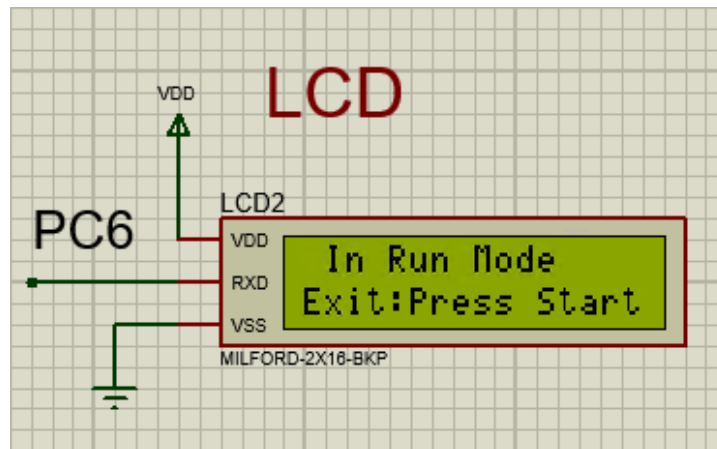 LCD
VDD
LCD2
PC6
VDD
In Run Mode
RXD
Exit:Press Start
VSS
MILFORD-2X16-BKP